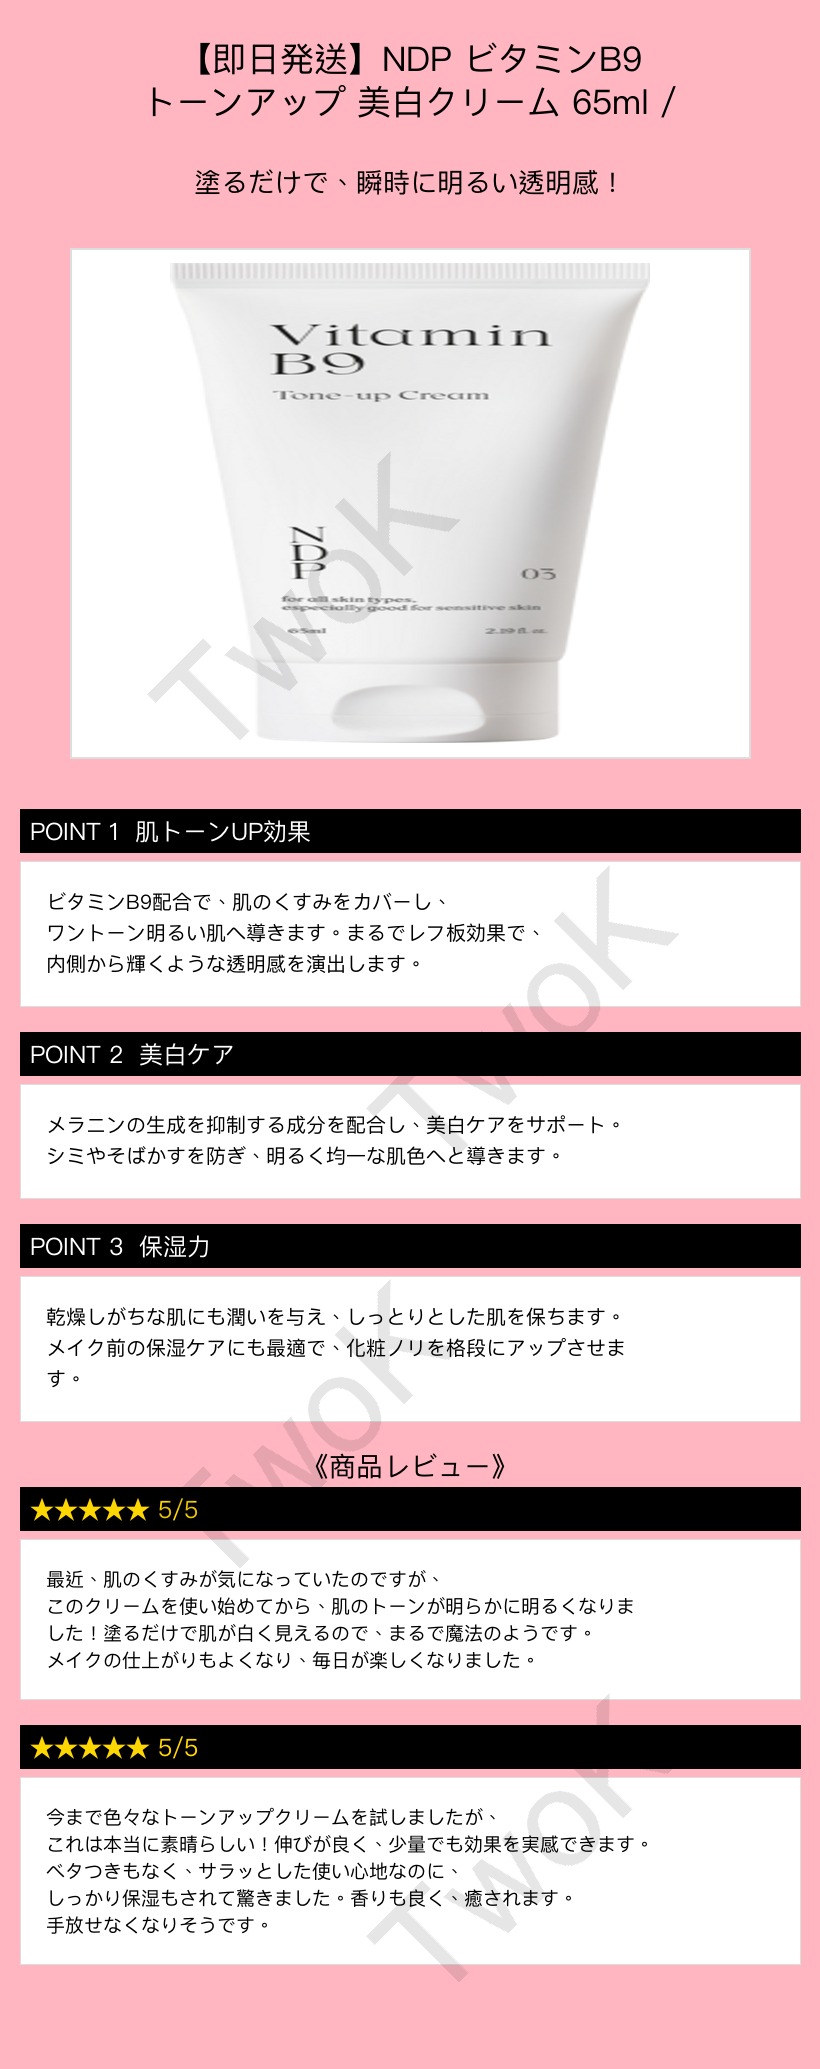 【即日発送】NDP ビタミンB9
トーンアップ 美白クリーム 65ml /
塗るだけで、瞬時に明るい透明感！
Vitamin
B9
Tone-up Cream
N
D
P
03
for all skin types.
especially good for sensitive skin
65ml
2.19 fl. oz.
TwoK
POINT 1 肌トーンUP効果
ビタミンB9配合で、肌のくすみをカバーし、
ワントーン明るい肌へ導きます。まるでレフ板効果で、
内側から輝くような透明感を演出します。
TwoK
POINT 2 美白ケア
メラニンの生成を抑制する成分を配合し、美白ケアをサポート。
シミやそばかすを防ぎ、明るく均一な肌色へと導きます。
POINT 3 保湿力
乾燥しがちな肌にも潤いを与え、しっとりとした肌を保ちます。
メイク前の保湿ケアにも最適で、化粧ノリを格段にアップさせま
す。
TwoK
《商品レビュー》
★★★★★ 5/5
最近、肌のくすみが気になっていたのですが、
このクリームを使い始めてから、肌のトーンが明らかに明るくなりま
した！塗るだけで肌が白く見えるので、まるで魔法のようです。
メイクの仕上がりもよくなり、毎日が楽しくなりました。
★★★★★ 5/5
今まで色々なトーンアップクリームを試しましたが、
これは本当に素晴らしい！伸びが良く、少量でも効果を実感できます。
ベタつきもなく、サラッとした使い心地なのに、
しっかり保湿もされて驚きました。香りも良く、癒されます。
手放せなくなりそうです。
TwoK